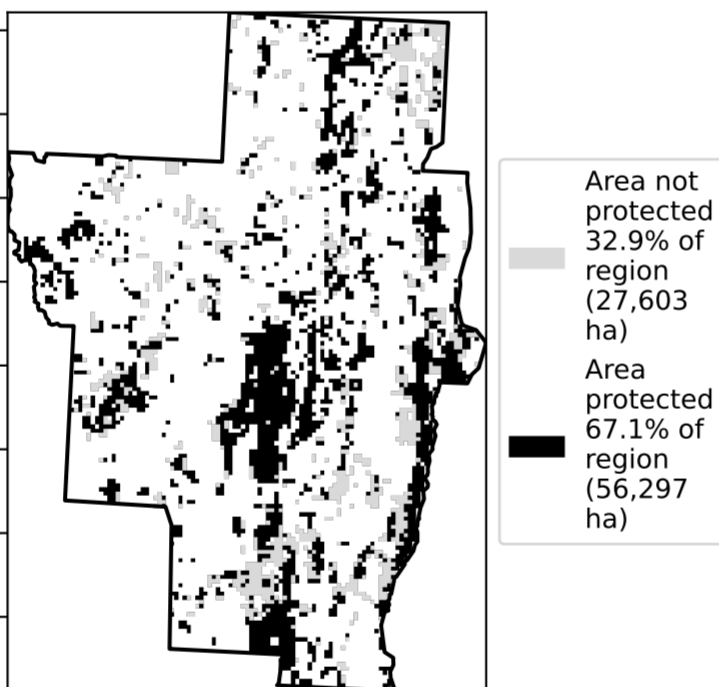 Area not
protected
32.9% of
region
(27,603
ha)
Area
protected
67.1% of
region
(56,297
ha)